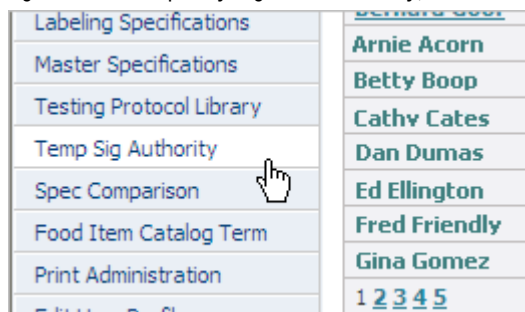 Labeling Specifications
Master Specifications
Testing Protocol Library
Temp Sig Authority
Spec Comparison
Food Item Catalog Term
Print Administration
Arnie Acorn
Betty Boop
Cathy Cates
Dan Dumas
Ed Ellington
Fred Friendly
Gina Gomez
1 2 3 4 5